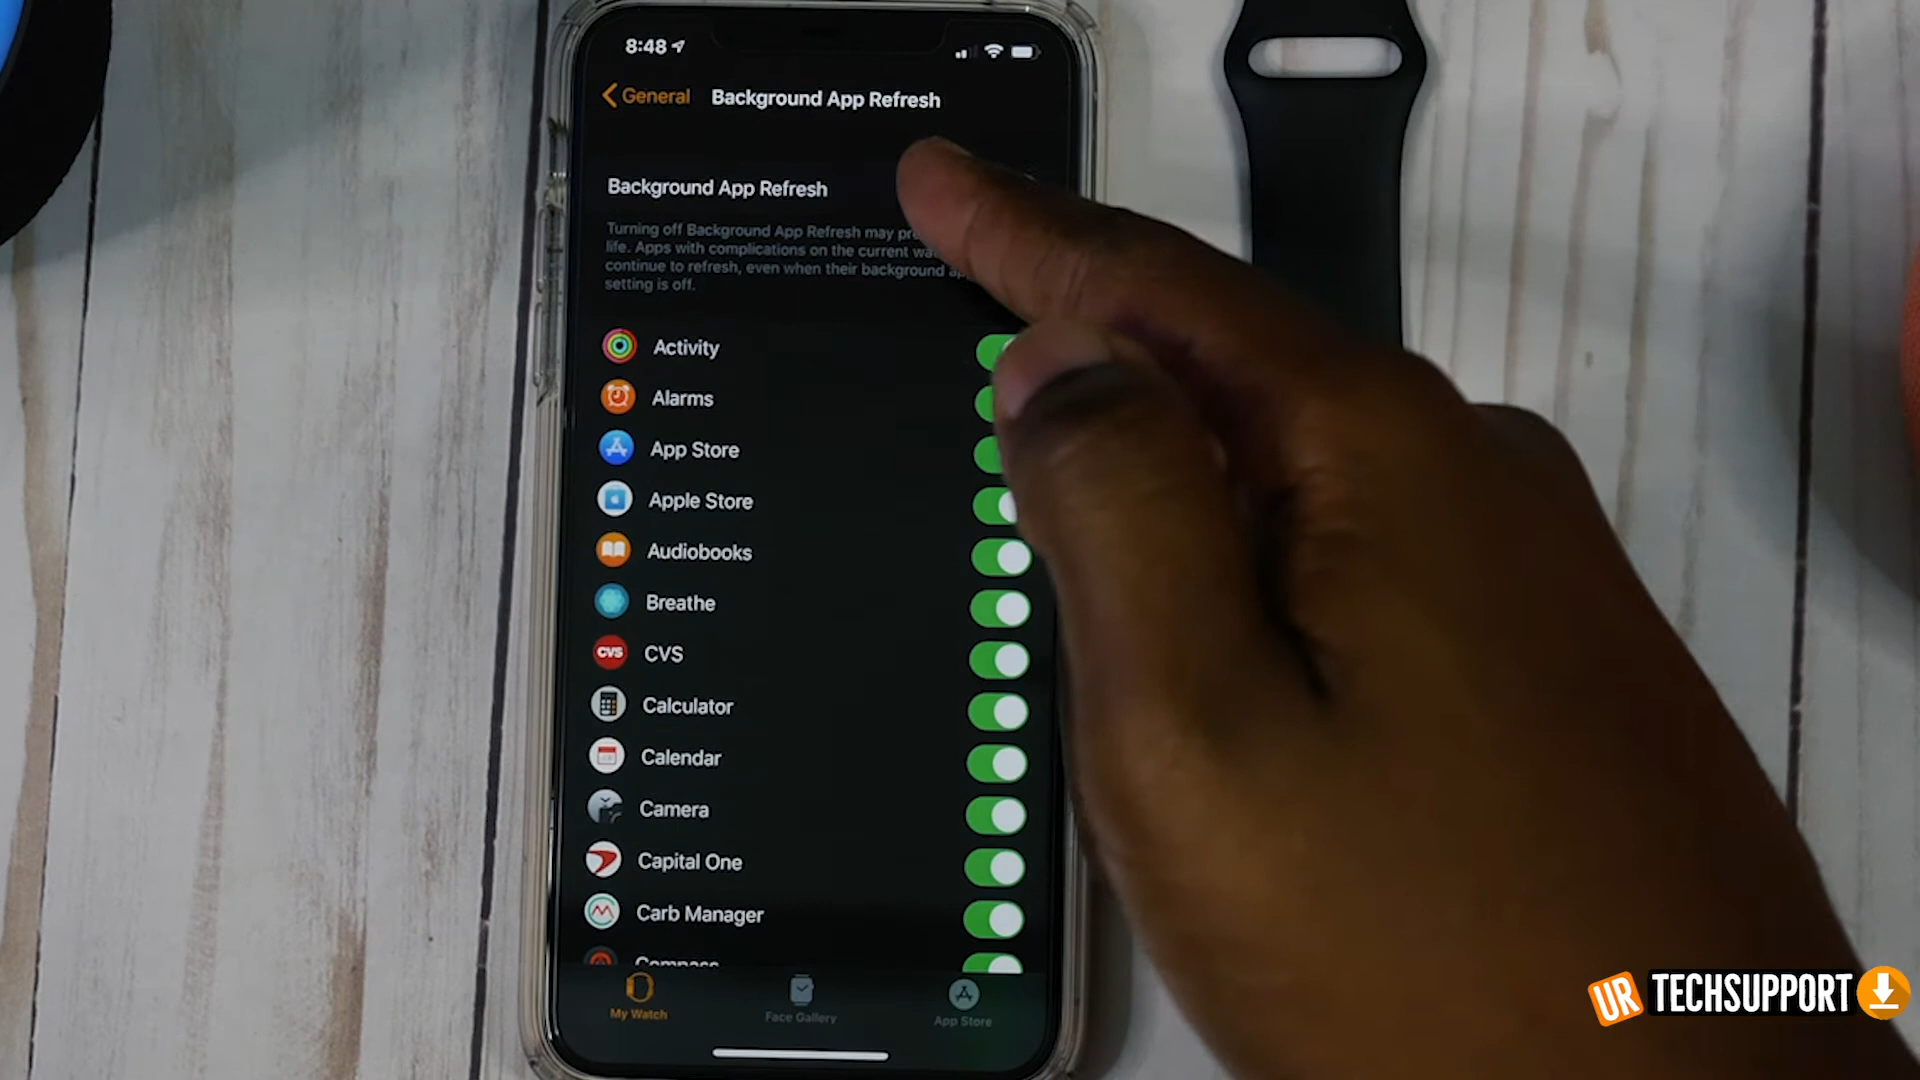 8:48
General
Background App Refresh
Background App Refresh
Turning off Background App Refresh may
life. Apps with complications on the current
continue to refresh, even when their background
setting is off.
Activity
Alarms
App Store
Apple Store
Audiobooks
Breathe
CVS
CVS
Calculator
Calendar
Camera
Capital One
Carb Manager
Compass
My Watch
Face Gallery
App Store
UR TECHSUPPORT